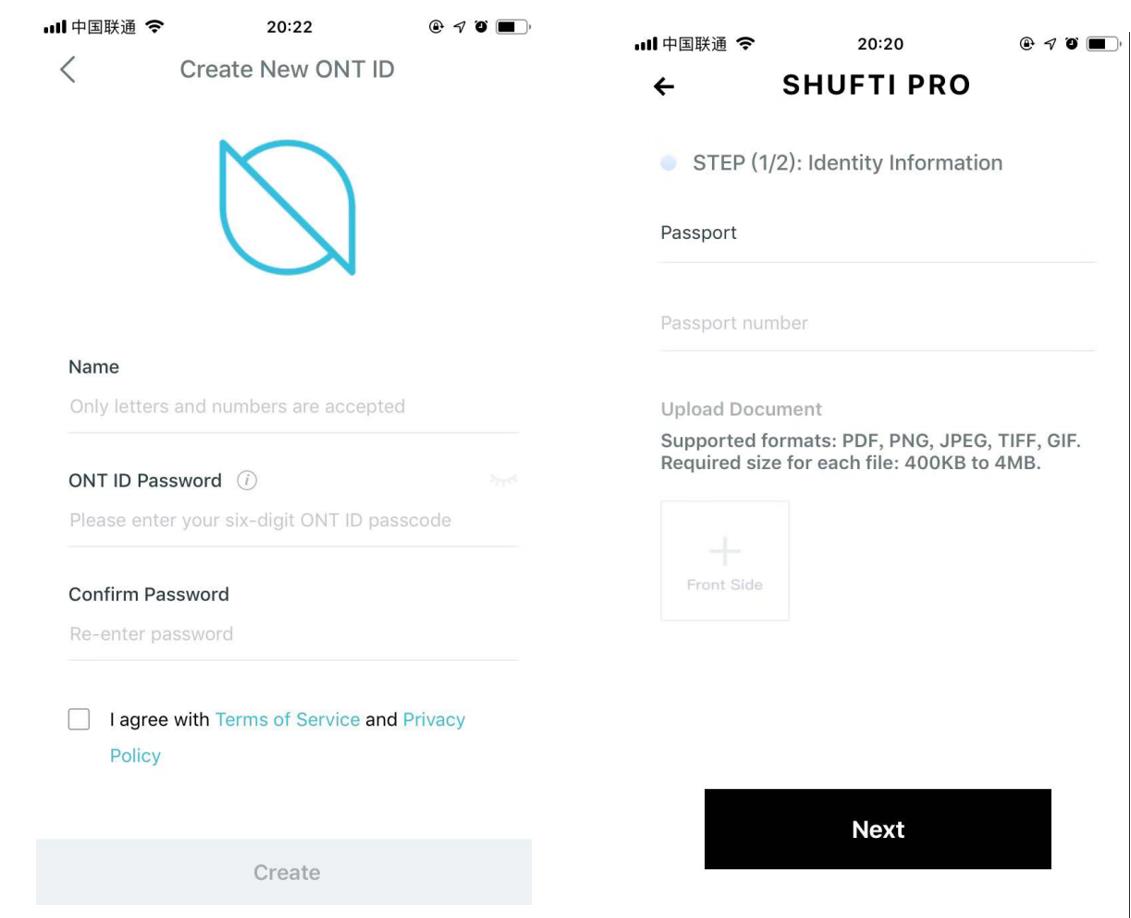 中国联通
20:22
Create New ONT ID
Name
Only letters and numbers are accepted
ONT ID Password i
Please enter your six-digit ONT ID passcode
Confirm Password
Re-enter password
I agree with Terms of Service and Privacy
Policy
Create
中国联通
20:20
SHUFTI PRO
STEP (1/2): Identity Information
Passport
Passport number
Upload Document
Supported formats: PDF, PNG, JPEG, TIFF, GIF.
Required size for each file: 400KB to 4MB.
Front Side
Next